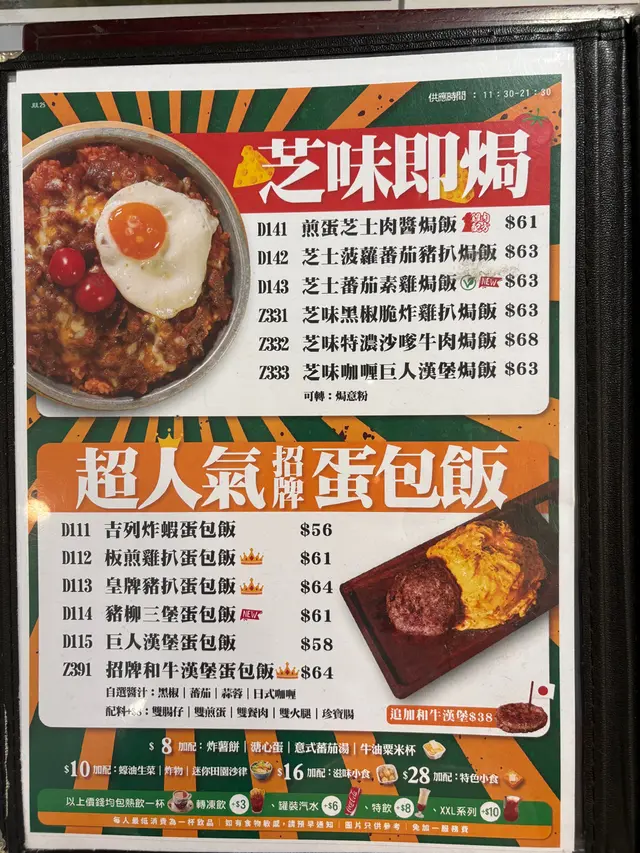 JUL25
供應時間 : 11:30-21:30
芝味即焗
D141 煎蛋芝士肉醬焗飯 $61
D142 芝士菠蘿蕃茄豬扒焗飯 $63
D143 芝士蕃茄素雞焗飯 NEW $63
Z331 芝味黑椒脆炸雞扒焗飯 $63
Z332 芝味特濃沙嗲牛肉焗飯 $68
Z333 芝味咖喱巨人漢堡焗飯 $63
可轉：焗意粉
超人氣招牌蛋包飯
D111 吉列炸蝦蛋包飯 $56
D112 板煎雞扒蛋包飯 $61
D113 皇牌豬扒蛋包飯 $64
D114 豬柳三堡蛋包飯 NEW $61
D115 巨人漢堡蛋包飯 $58
Z391 招牌和牛漢堡蛋包飯 $64
自選醬汁：黑椒 | 蕃茄 | 蒜蓉 | 日式咖喱
配料+$8：雙腸仔 | 雙煎蛋 | 雙餐肉 | 雙火腿 | 珍寶腸
追加和牛漢堡$38
$8 加配：炸薯餅 | 溏心蛋 | 意式蕃茄湯 | 牛油粟米杯
$10 加配：蠔油生菜 | 炸物 | 迷你田園沙律 $16 加配：滋味小食 $28 加配：特色小食
以上價錢均包熱飲一杯 轉凍飲 +$3 、罐裝汽水 +$6 、特飲 +$8 、XXL系列 +$10
每人最低消費為一杯飲品 | 如有食物敏感，請預早通知 | 圖片只供參考 | 免加一服務費